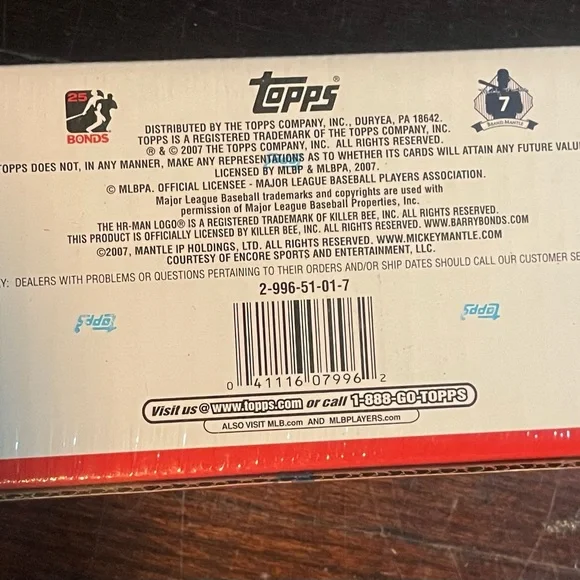 25
BONDS
Topps®
7
DISTRIBUTED BY THE TOPPS COMPANY, INC., DURYEA, PA 18642.
TOPPS IS A REGISTERED TRADEMARK OF THE TOPPS COMPANY, INC.
® & © 2007 THE TOPPS COMPANY, INC. ALL RIGHTS RESERVED.
TOPPS DOES NOT, IN ANY MANNER, MAKE ANY REPRESENTATIONS AS TO WHETHER ITS CARDS WILL ATTAIN ANY FUTURE VALU
LICENSED BY MLBP & MLBPA, 2007.
© MLBPA. OFFICIAL LICENSEE - MAJOR LEAGUE BASEBALL PLAYERS ASSOCIATION.
Major League Baseball trademarks and copyrights are used with
permission of Major League Baseball Properties, Inc.
THE HR-MAN LOGO® IS A REGISTERED TRADEMARK OF KILLER BEE, INC. ALL RIGHTS RESERVED.
THIS PRODUCT IS OFFICIALLY LICENSED BY KILLER BEE, INC. ALL RIGHTS RESERVED. WWW.BARRYBONDS.COM
©2007, MANTLE IP HOLDINGS, LTD. ALL RIGHTS RESERVED. WWW.MICKEYMANTLE.COM
COURTESY OF ENCORE SPORTS AND ENTERTAINMENT, LLC.
Y: DEALERS WITH PROBLEMS OR QUESTIONS PERTAINING TO THEIR ORDERS AND/OR SHIP DATES SHOULD CALL OUR CUSTOMER SE
2-996-51-01-7
Topps
Topps
0 41116 07996 2
Visit us @ www.topps.com or call 1-888-GO-TOPPS
ALSO VISIT MLB.com AND MLBPLAYERS.com